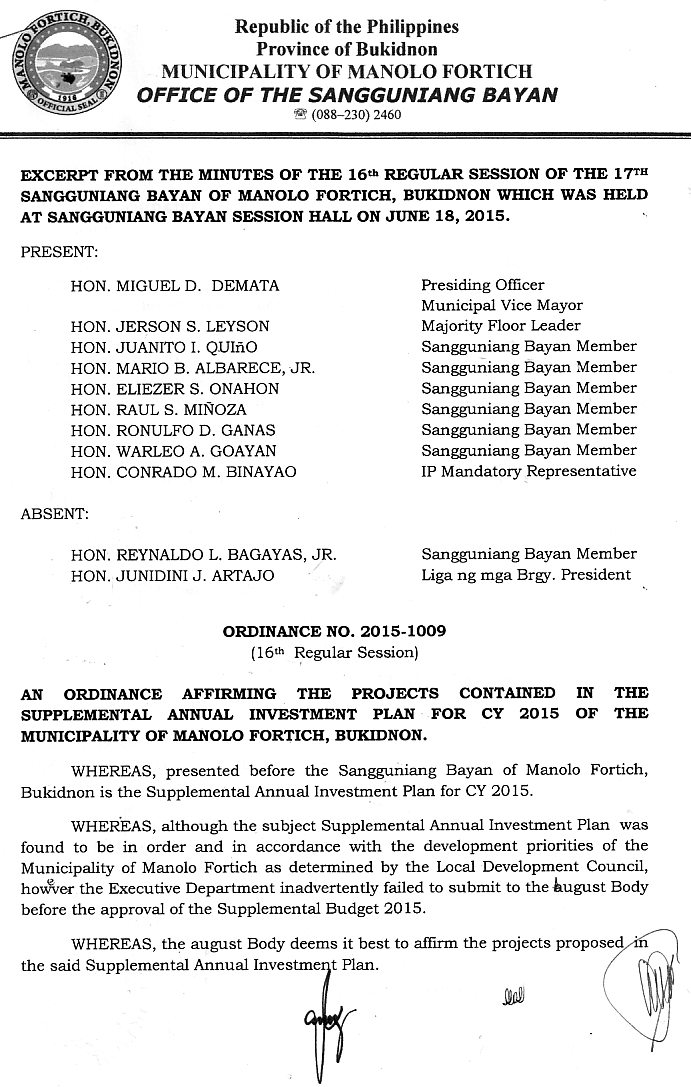 MANOLO FORTICH, BUKIDNON
1916
OFFICIAL SEAL
Republic of the Philippines
Province of Bukidnon
MUNICIPALITY OF MANOLO FORTICH
OFFICE OF THE SANGGUNIANG BAYAN
☏ (088–230) 2460
EXCERPT FROM THE MINUTES OF THE 16th REGULAR SESSION OF THE 17TH
SANGGUNIANG BAYAN OF MANOLO FORTICH, BUKIDNON WHICH WAS HELD
AT SANGGUNIANG BAYAN SESSION HALL ON JUNE 18, 2015.
PRESENT:
HON. MIGUEL D. DEMATA Presiding Officer
Municipal Vice Mayor
HON. JERSON S. LEYSON Majority Floor Leader
HON. JUANITO I. QUIñO Sangguniang Bayan Member
HON. MARIO B. ALBARECE, JR. Sangguniang Bayan Member
HON. ELIEZER S. ONAHON Sangguniang Bayan Member
HON. RAUL S. MIÑOZA Sangguniang Bayan Member
HON. RONULFO D. GANAS Sangguniang Bayan Member
HON. WARLEO A. GOAYAN Sangguniang Bayan Member
HON. CONRADO M. BINAYAO IP Mandatory Representative
ABSENT:
HON. REYNALDO L. BAGAYAS, JR. Sangguniang Bayan Member
HON. JUNIDINI J. ARTAJO Liga ng mga Brgy. President
ORDINANCE NO. 2015-1009
(16th Regular Session)
AN ORDINANCE AFFIRMING THE PROJECTS CONTAINED IN THE
SUPPLEMENTAL ANNUAL INVESTMENT PLAN FOR CY 2015 OF THE
MUNICIPALITY OF MANOLO FORTICH, BUKIDNON.
WHEREAS, presented before the Sangguniang Bayan of Manolo Fortich,
Bukidnon is the Supplemental Annual Investment Plan for CY 2015.
WHEREAS, although the subject Supplemental Annual Investment Plan was
found to be in order and in accordance with the development priorities of the
Municipality of Manolo Fortich as determined by the Local Development Council,
however the Executive Department inadvertently failed to submit to the august Body
before the approval of the Supplemental Budget 2015.
WHEREAS, the august Body deems it best to affirm the projects proposed in
the said Supplemental Annual Investment Plan.